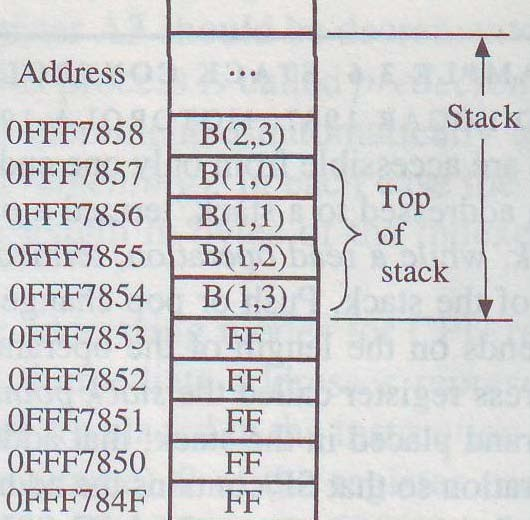 Address ...
Stack
0FFF7858 B(2,3)
0FFF7857 B(1,0)
0FFF7856 B(1,1)
0FFF7855 B(1,2)
0FFF7854 B(1,3)
Top
of
stack
0FFF7853 FF
0FFF7852 FF
0FFF7851 FF
0FFF7850 FF
0FFF784F FF